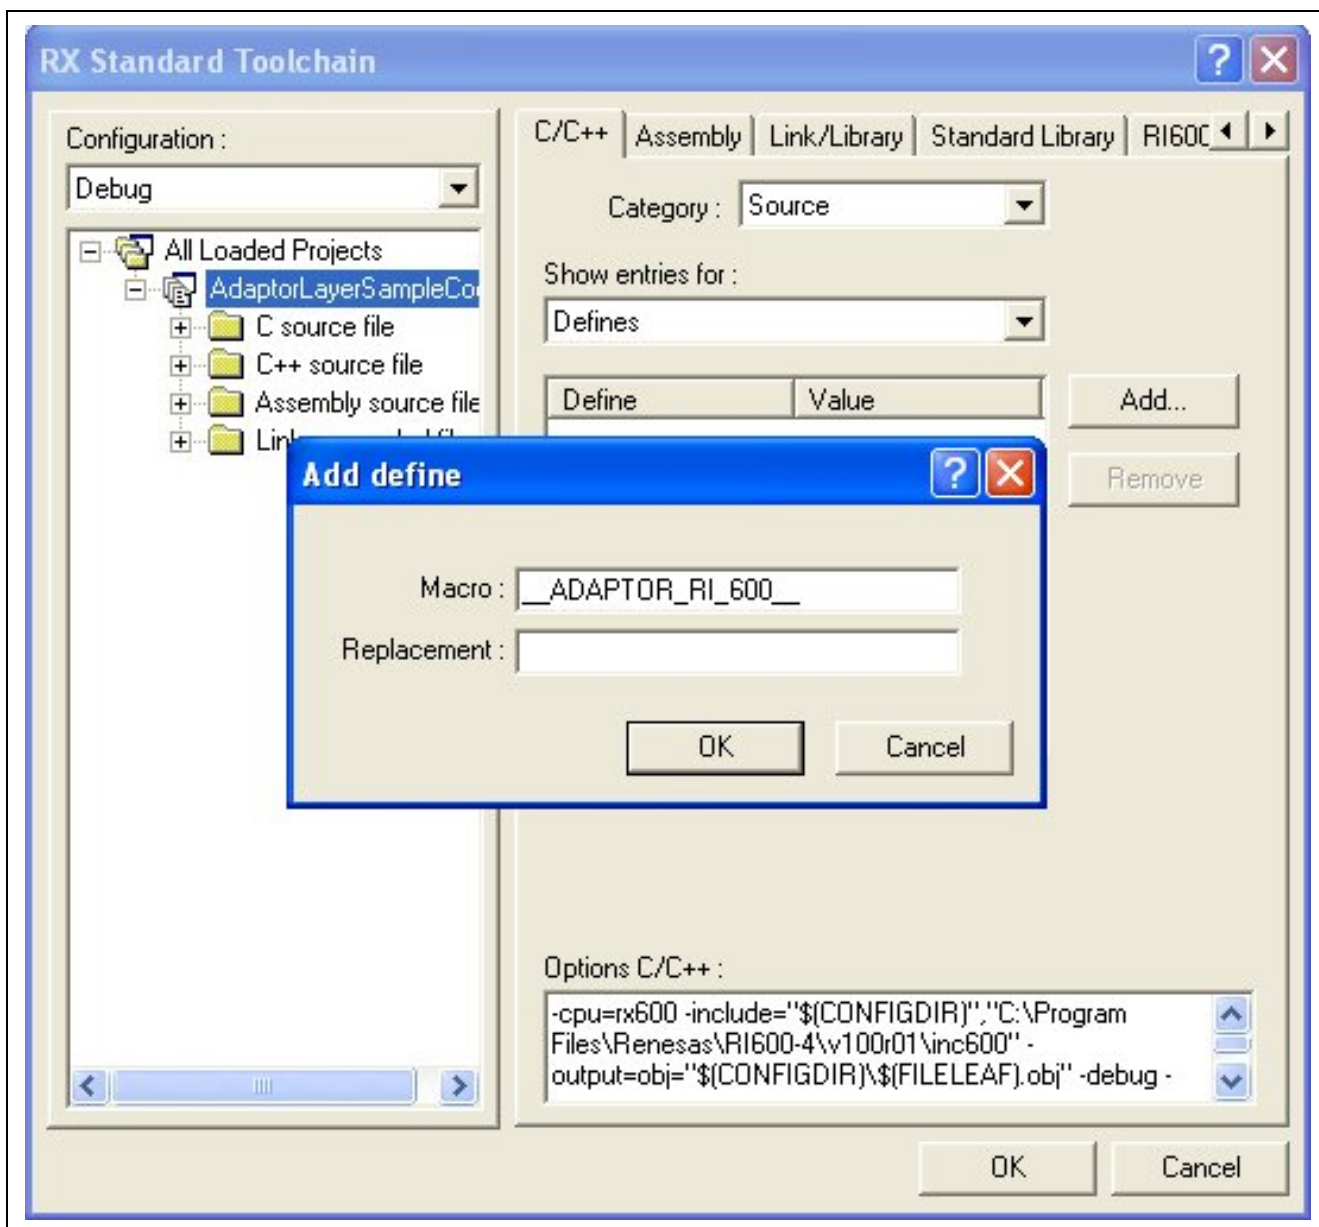 RX Standard Toolchain
Configuration :
Debug
All Loaded Projects
AdaptorLayerSampleCo
C source file
C++ source file
Assembly source file
C/C++ Assembly Link/Library Standard Library
Category : Source
Show entries for :
Defines
Define Value
Add...
Remove
Add define
Macro : __ADAPTOR_RI_600__
Replacement :
OK Cancel
Options C/C++ :
-cpu=rx600 -include="$(CONFIGDIR)","C:\Program
Files\Renesas\RI600-4\v100r01\inc600" -
output=obj="$(CONFIGDIR)\$(FILELEAF).obj" -debug -
OK Cancel